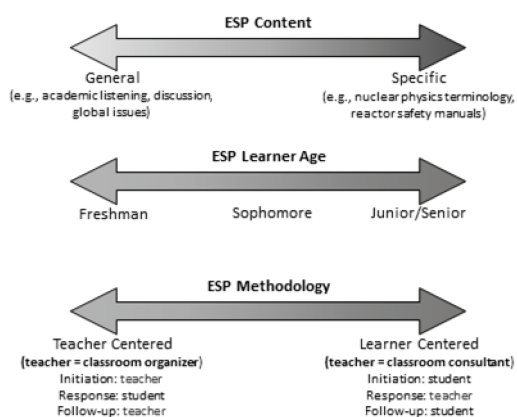 ESP Content
General
Specific
(e.g., academic listening, discussion,
global issues)
(e.g., nuclear physics terminology,
reactor safety manuals)
ESP Learner Age
Freshman
Sophomore
Junior/Senior
ESP Methodology
Teacher Centered
(teacher = classroom organizer)
Initiation: teacher
Response: student
Follow-up: teacher
Learner Centered
(teacher = classroom consultant)
Initiation: student
Response: teacher
Follow-up: student